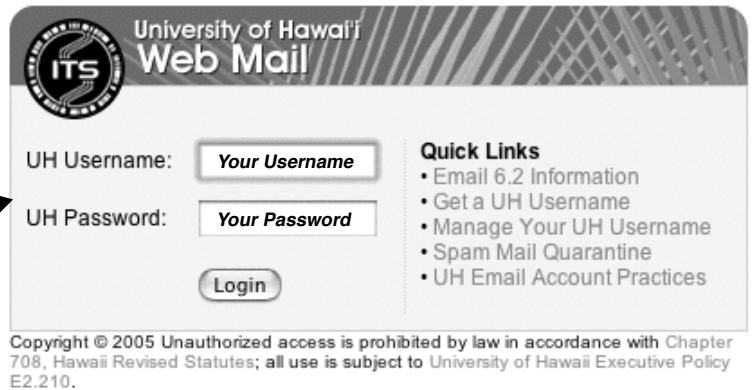 University of Hawai'i
Web Mail
ITS
UH Username:
Your Username
UH Password:
Your Password
Login
Quick Links
• Email 6.2 Information
• Get a UH Username
• Manage Your UH Username
• Spam Mail Quarantine
• UH Email Account Practices
Copyright © 2005 Unauthorized access is prohibited by law in accordance with Chapter
708, Hawaii Revised Statutes; all use is subject to University of Hawaii Executive Policy
E2.210.